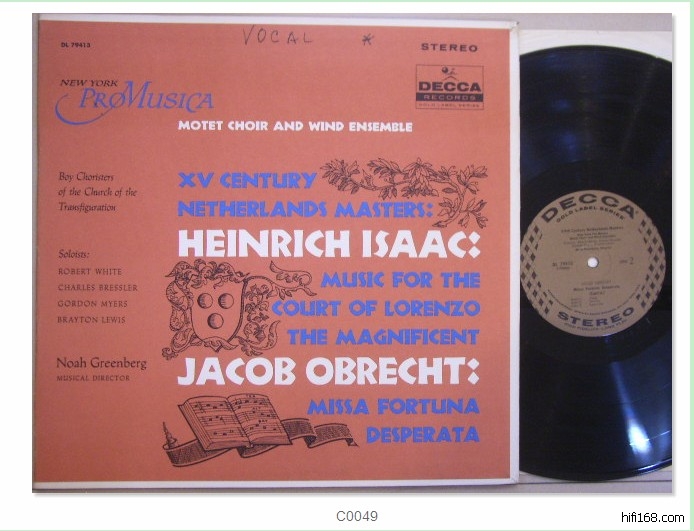 VOCAL *
DL 79413
STEREO
NEW YORK
PRO MUSICA
DECCA
RECORDS
GOLD LABEL SERIES
MOTET CHOIR AND WIND ENSEMBLE
Boy Choristers
of the Church of the
Transfiguration
XV CENTURY
NETHERLANDS MASTERS:
HEINRICH ISAAC:
MUSIC FOR THE
COURT OF LORENZO
THE MAGNIFICENT
JACOB OBRECHT:
MISSA FORTUNA
DESPERATA
Soloists:
ROBERT WHITE
CHARLES BRESSLER
GORDON MYERS
BRAYTON LEWIS
Noah Greenberg
MUSICAL DIRECTOR
DECCA
GOLD LABEL SERIES
STEREO
C0049
hifi168.com